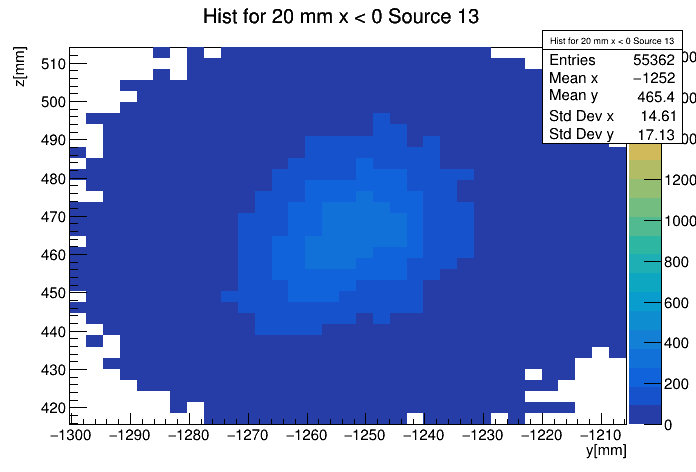 Hist for 20 mm x < 0 Source 13
Hist for 20 mm x < 0 Source 13
Entries 55362
Mean x −1252
Mean y 465.4
Std Dev x 14.61
Std Dev y 17.13
z[mm]
510
500
490
480
470
460
450
440
430
420
−1300 −1290 −1280 −1270 −1260 −1250 −1240 −1230 −1220 −1210
y[mm]
1200
1000
800
600
400
200
0